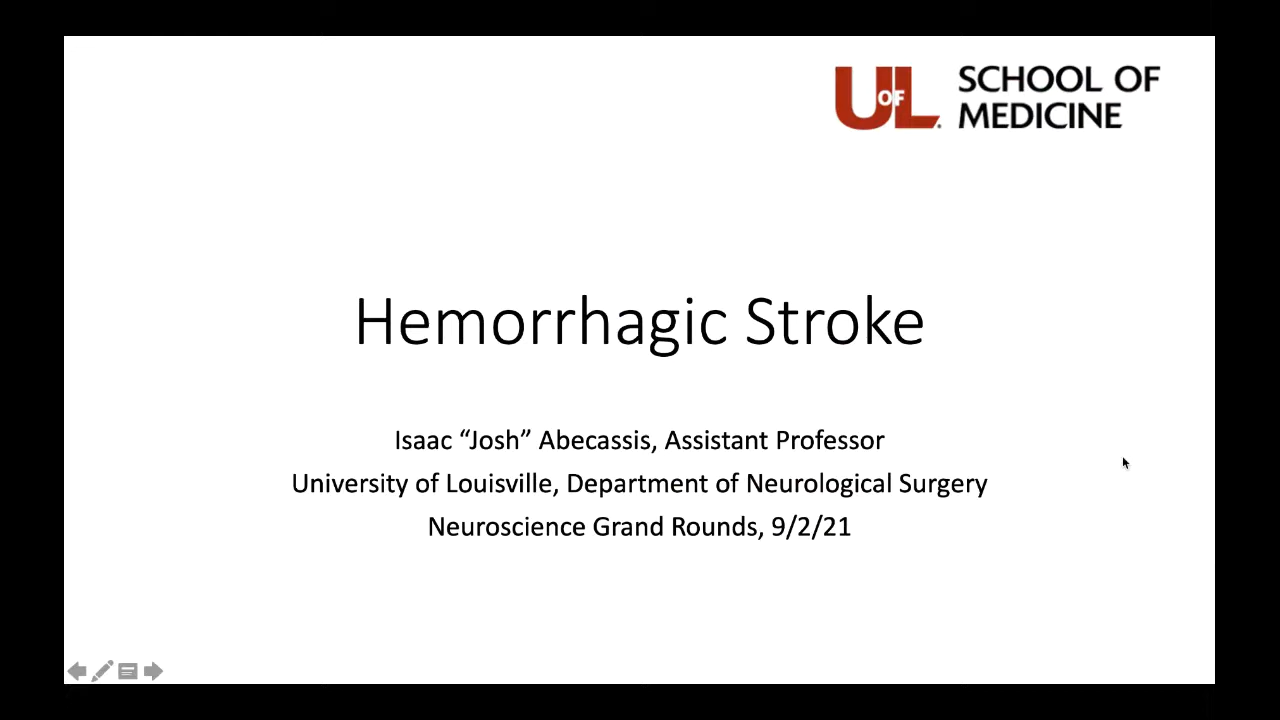 UofL SCHOOL OF
MEDICINE
Hemorrhagic Stroke
Isaac “Josh” Abecassis, Assistant Professor
University of Louisville, Department of Neurological Surgery
Neuroscience Grand Rounds, 9/2/21